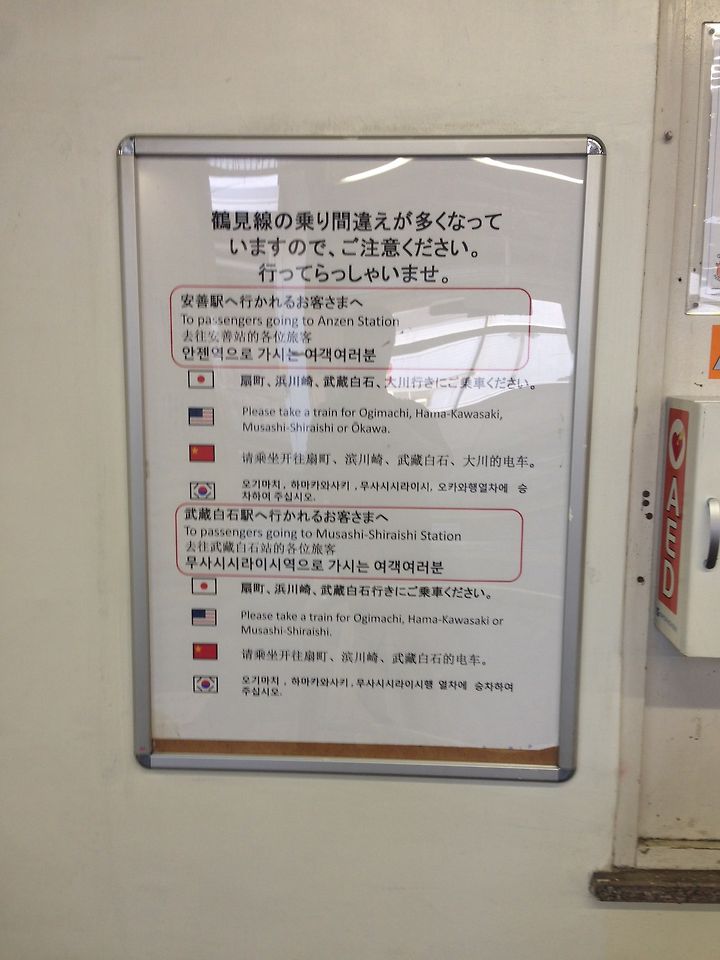 鶴見線の乗り間違えが多くなって
いますので、ご注意ください。
行ってらっしゃいませ。
安善駅へ行かれるお客さまへ
To passengers going to Anzen Station
去往安善站的各位旅客
안젠역으로 가시는 여객여러분
扇町、浜川崎、武蔵白石、大川行きにご乗車ください。
Please take a train for Ogimachi, Hama-Kawasaki,
Musashi-Shiraishi or Ōkawa.
请乘坐开往扇町、滨川崎、武藏白石、大川的电车。
오기마치 , 하마카와사키 , 무사시시라이시, 오카와행열차에 승
차하여 주십시오.
武蔵白石駅へ行かれるお客さまへ
To passengers going to Musashi-Shiraishi Station
去往武藏白石站的各位旅客
무사시시라이시역으로 가시는 여객여러분
扇町、浜川崎、武蔵白石行きにご乗車ください。
Please take a train for Ogimachi, Hama-Kawasaki or
Musashi-Shiraishi.
请乘坐开往扇町、滨川崎、武藏白石的电车。
오기마치 , 하마카와사키 , 무사시시라이시행 열차에 승차하여
주십시오.
AED